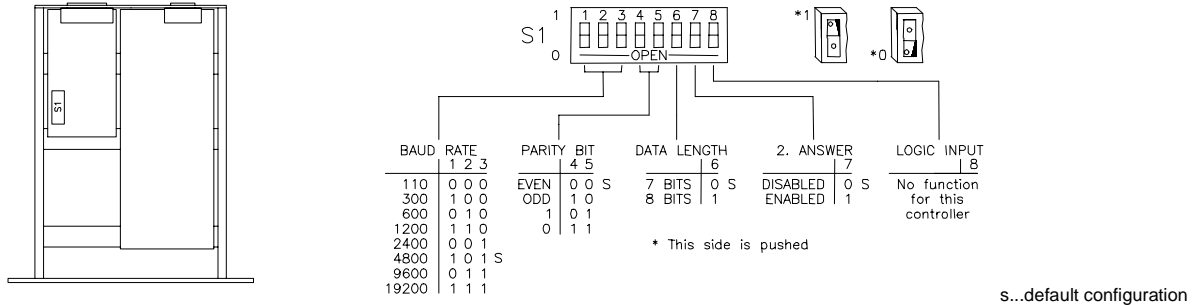 S1
S1
1
0
1 2 3 4 5 6 7 8
OPEN
*1
*0
BAUD RATE
1 2 3
110 0 0 0
300 1 0 0
600 0 1 0
1200 1 1 0
2400 0 0 1
4800 1 0 1 S
9600 0 1 1
19200 1 1 1
PARITY BIT
4 5
EVEN 0 0 S
ODD 1 0
1 0 1
0 1 1
DATA LENGTH
6
7 BITS 0 S
8 BITS 1
2. ANSWER
7
DISABLED 0 S
ENABLED 1
LOGIC INPUT
8
No function
for this
controller
* This side is pushed
s...default configuration